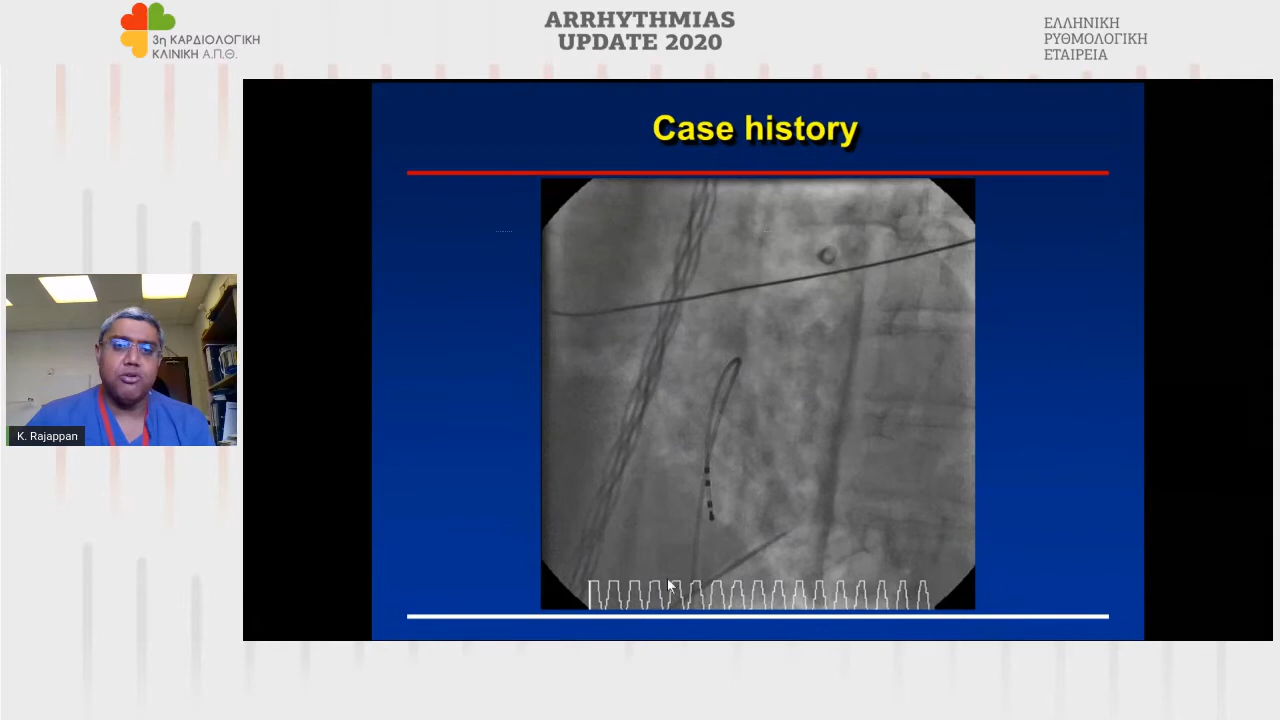 3η ΚΑΡΔΙΟΛΟΓΙΚΗ
ΚΛΙΝΙΚΗ Α.Π.Θ.
ARRHYTHMIAS
UPDATE 2020
ΕΛΛΗΝΙΚΗ
ΡΥΘΜΟΛΟΓΙΚΗ
ΕΤΑΙΡΕΙΑ
Case history
K. Rajappan